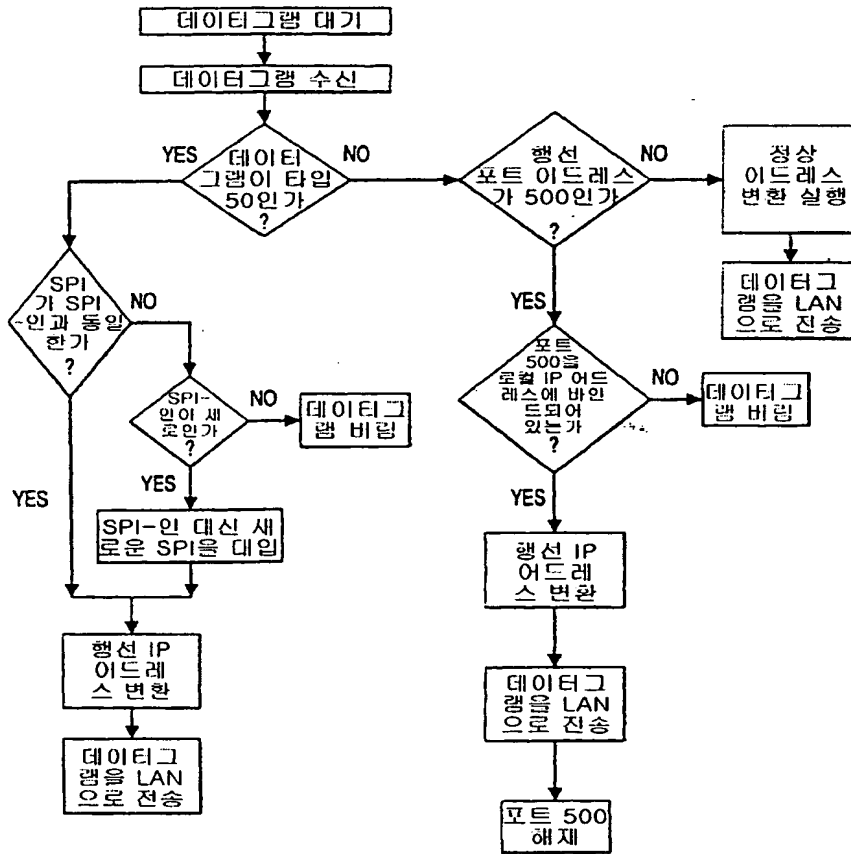 데이터그램 대기
데이터그램 수신
YES
데이터
그램이 타입
50인가
?
NO
행선
포트 어드레스
가 500인가
?
NO
정상
어드레스
변환 실행
데이터그
램을 LAN
으로 전송
SPI
가 SPI
-인과 동일
한가
?
NO
YES
SPI-
인이 새
로인가
?
NO
데이터그
램 버림
YES
SPI-인 대신 새
로운 SPI을 대입
행선 IP
어드레
스 변환
데이터그
램을 LAN
으로 전송
YES
포트
500을
로컬 IP 어드
레스에 바인
드되어
있는가
?
NO
데이터그
램 버림
YES
행선 IP
어드레
스 변환
데이터그
램을 LAN
으로 전송
포트 500
해재